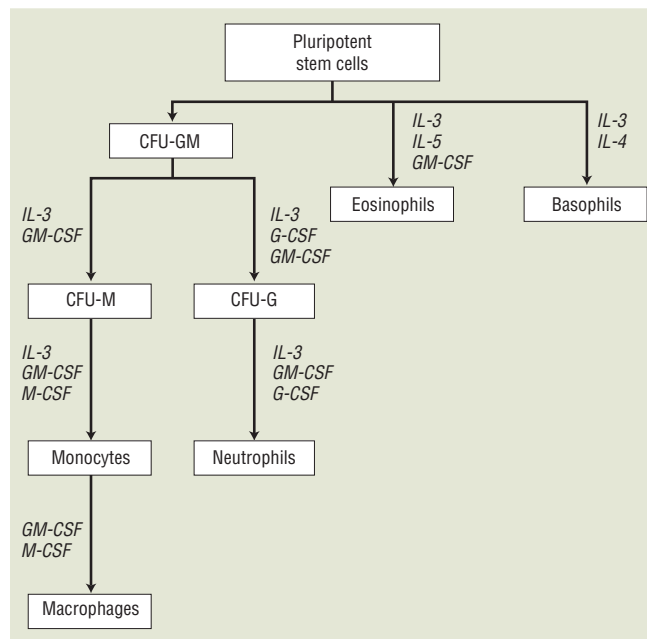 Pluripotent
stem cells
CFU-GM
IL-3
IL-5
GM-CSF
IL-3
IL-4
Eosinophils
Basophils
IL-3
GM-CSF
IL-3
G-CSF
GM-CSF
CFU-M
CFU-G
IL-3
GM-CSF
M-CSF
IL-3
GM-CSF
G-CSF
Monocytes
Neutrophils
GM-CSF
M-CSF
Macrophages